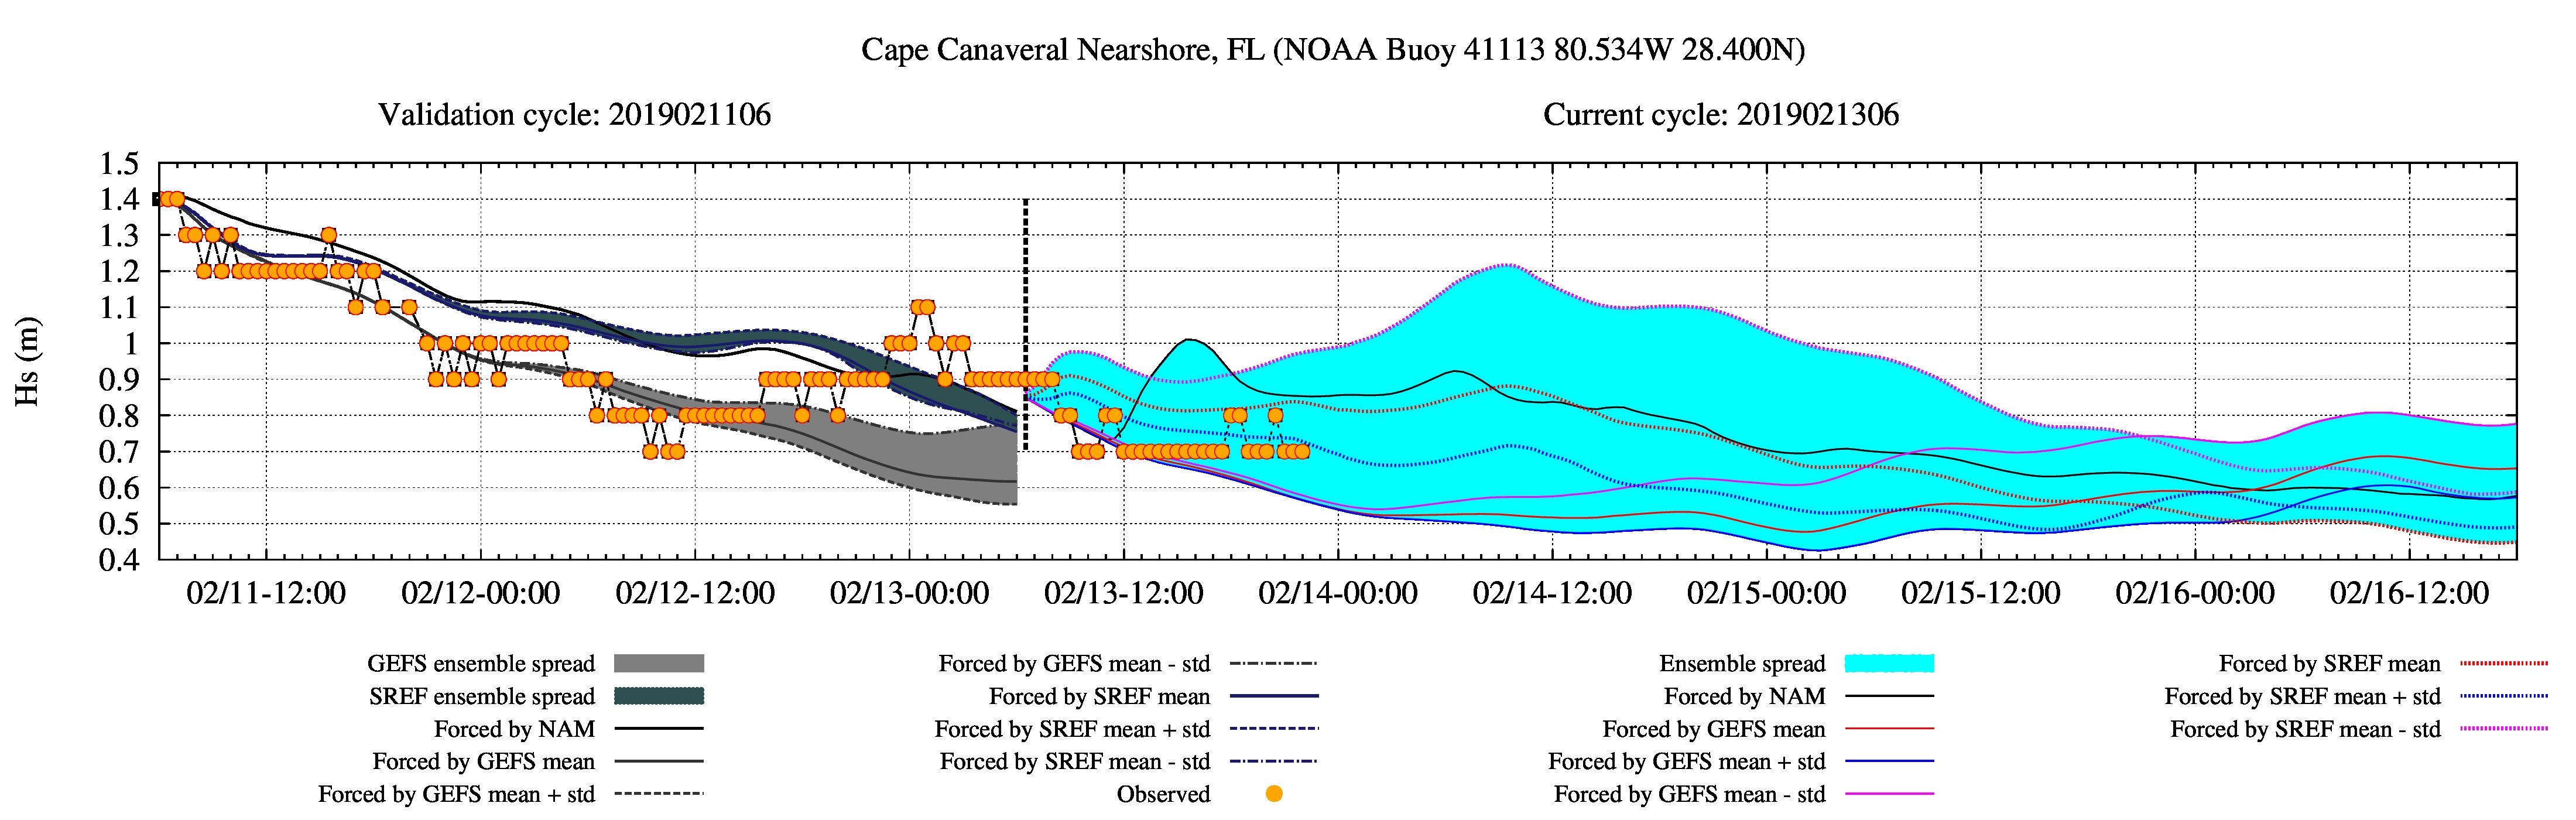 Cape Canaveral Nearshore, FL (NOAA Buoy 41113 80.534W 28.400N)
Validation cycle: 2019021106
Current cycle: 2019021306
Hs (m)
1.5
1.4
1.3
1.2
1.1
1
0.9
0.8
0.7
0.6
0.5
0.4
02/11-12:00 02/12-00:00 02/12-12:00 02/13-00:00 02/13-12:00 02/14-00:00 02/14-12:00 02/15-00:00 02/15-12:00 02/16-00:00 02/16-12:00
GEFS ensemble spread
SREF ensemble spread
Forced by NAM
Forced by GEFS mean
Forced by GEFS mean + std
Forced by GEFS mean - std
Forced by SREF mean
Forced by SREF mean + std
Forced by SREF mean - std
Observed
Ensemble spread
Forced by NAM
Forced by GEFS mean
Forced by GEFS mean + std
Forced by GEFS mean - std
Forced by SREF mean
Forced by SREF mean + std
Forced by SREF mean - std